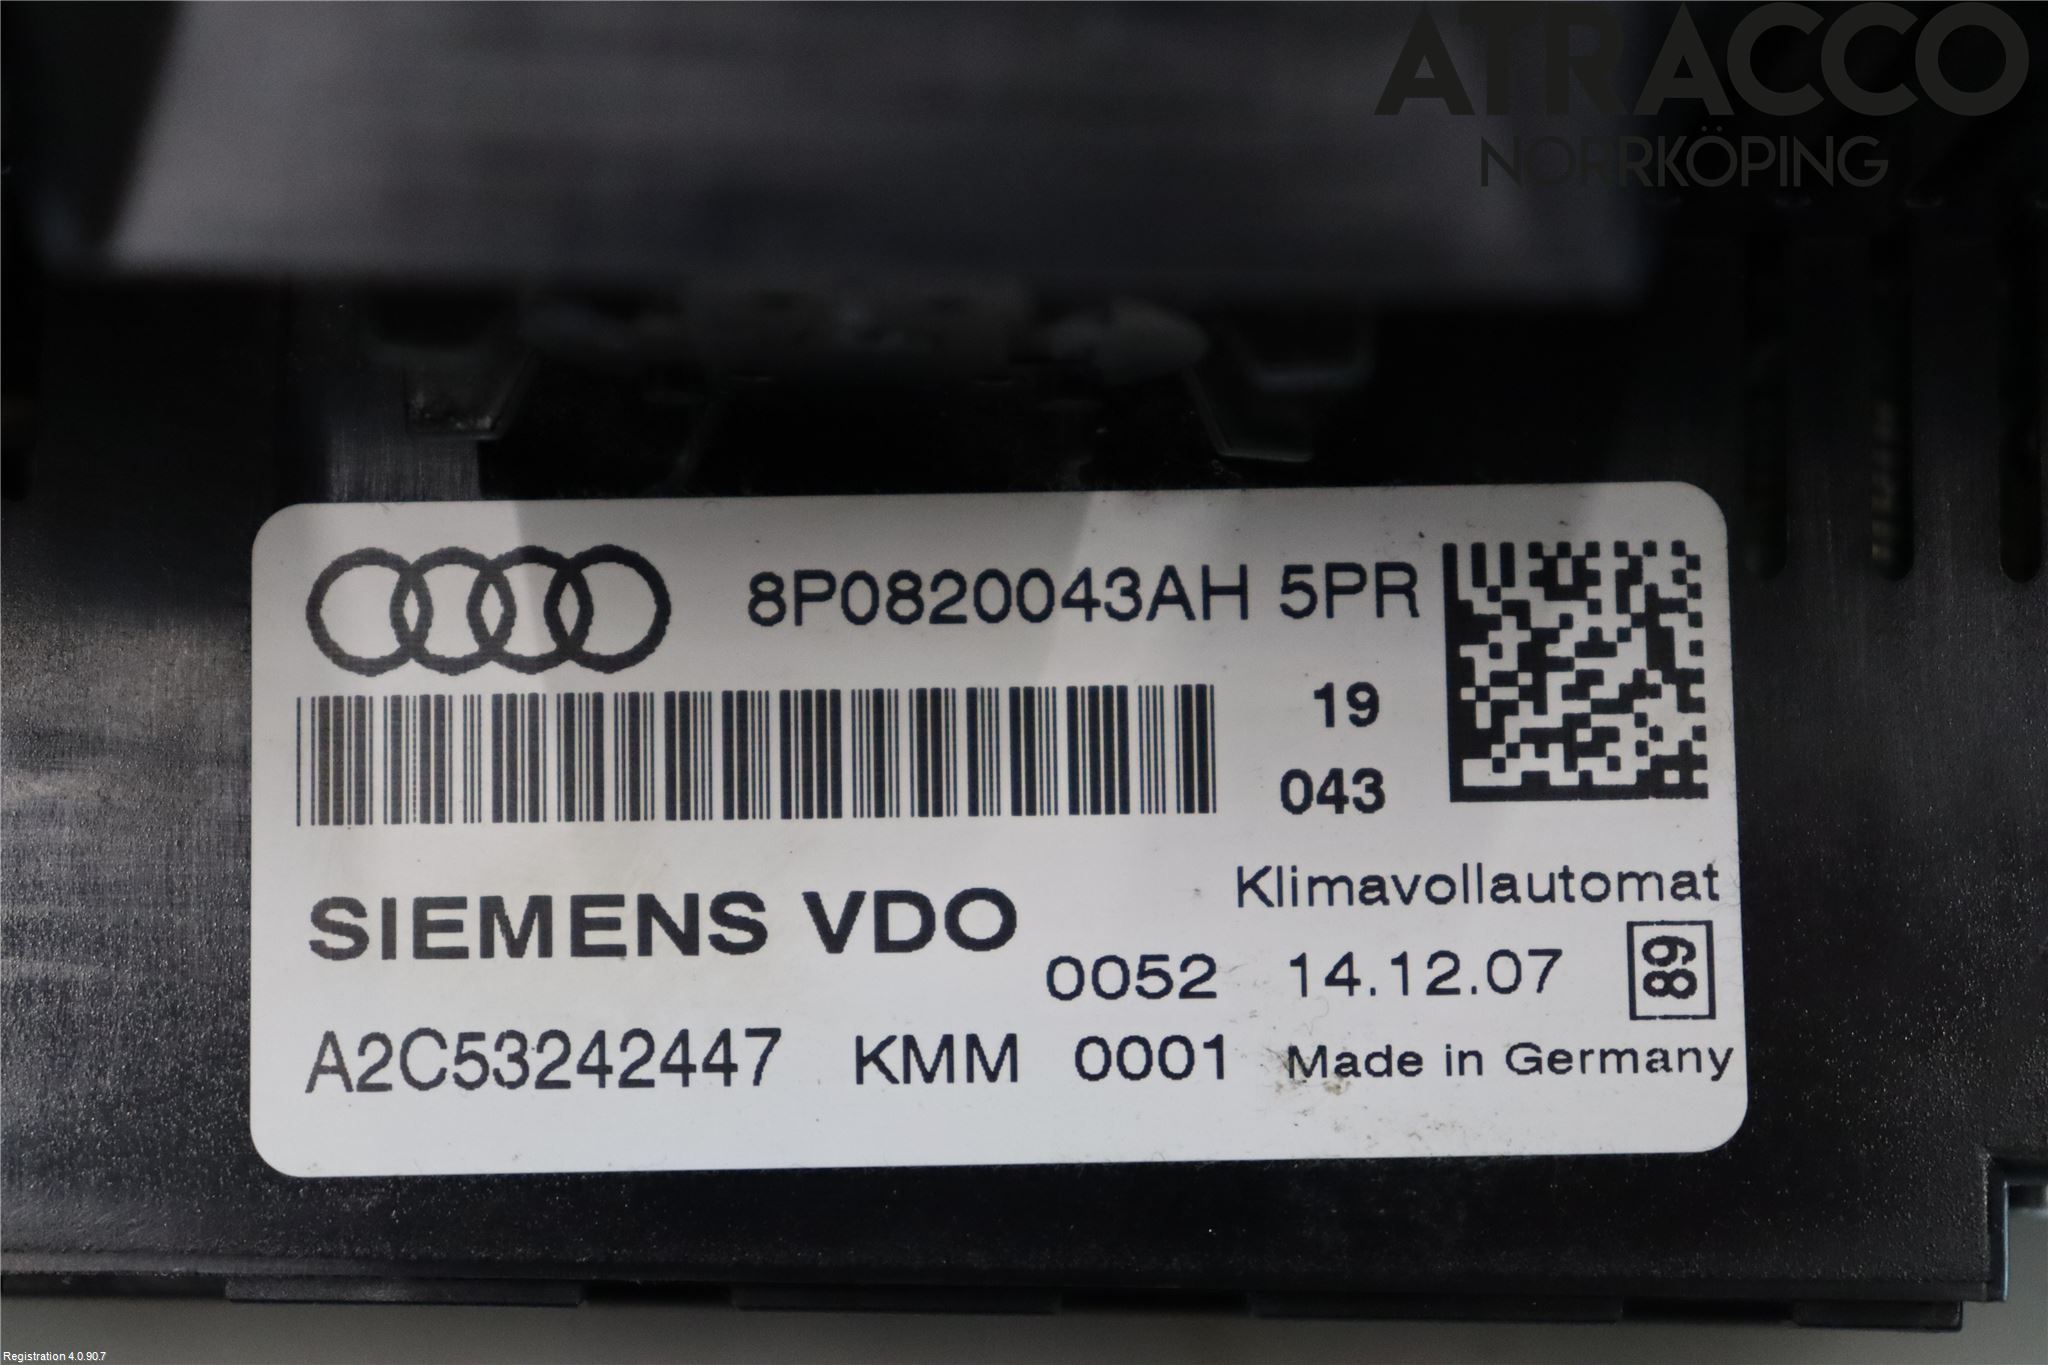 ATRACCO
NORRKÖPING
8P0820043AH 5PR
19
043
SIEMENS VDO
Klimavollautomat
0052 14.12.07 89
A2C53242447 KMM 0001 Made in Germany
Registration 4.0.90.7